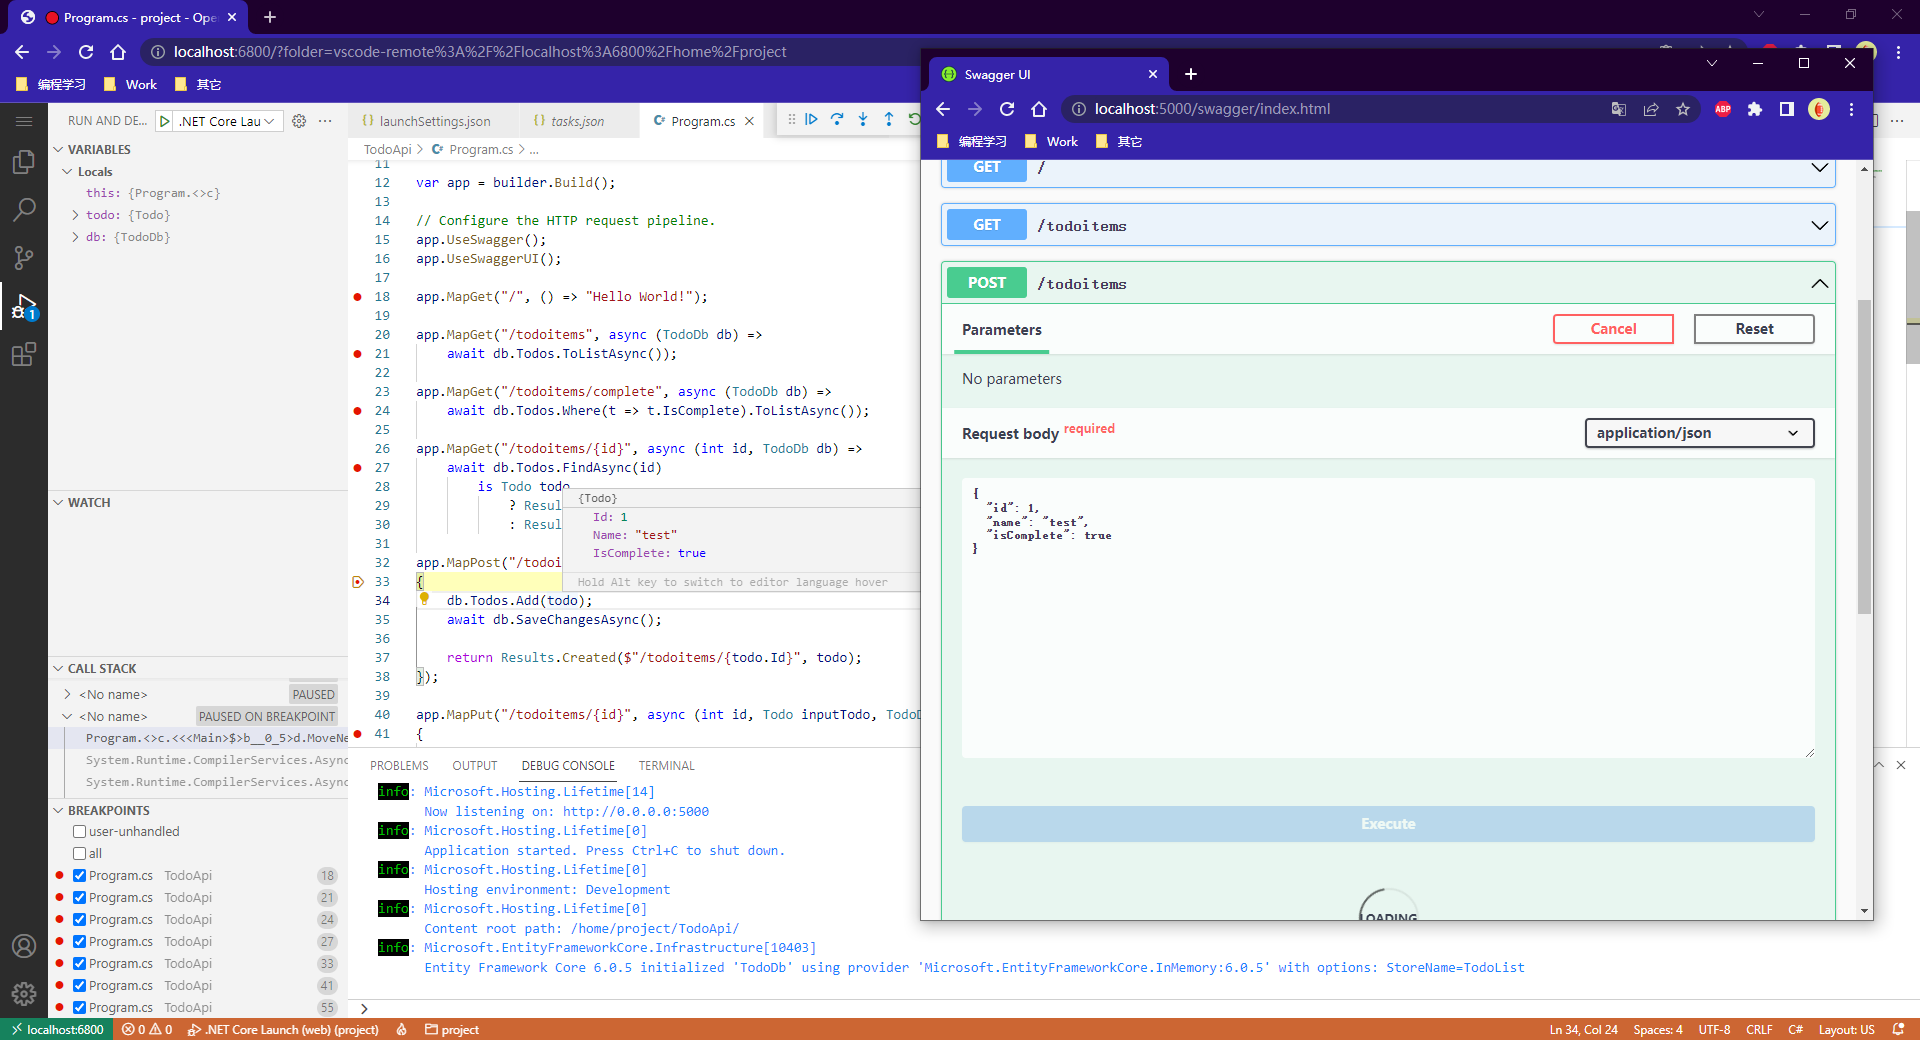 Program.cs - project - Ope
localhost:6800/?folder=vscode-remote%3A%2F%2Flocalhost%3A6800%2Fhome%2Fproject
编程学习
Work
其它
RUN AND DE...
.NET Core Lau
VARIABLES
Locals
this: {Program.<>c}
todo: {Todo}
db: {TodoDb}
WATCH
CALL STACK
<No name>
PAUSED
<No name>
PAUSED ON BREAKPOINT
Program.<>c.<<<Main>$>b__0_5>d.MoveNe
System.Runtime.CompilerServices.Async
System.Runtime.CompilerServices.Async
BREAKPOINTS
user-unhandled
all
Program.cs TodoApi 18
Program.cs TodoApi 21
Program.cs TodoApi 24
Program.cs TodoApi 27
Program.cs TodoApi 33
Program.cs TodoApi 41
Program.cs TodoApi 55
1
{} launchSettings.json
{} tasks.json
C# Program.cs
TodoApi > C# Program.cs > ...
11
12 var app = builder.Build();
13
14 // Configure the HTTP request pipeline.
15 app.UseSwagger();
16 app.UseSwaggerUI();
17
18 app.MapGet("/", () => "Hello World!");
19
20 app.MapGet("/todoitems", async (TodoDb db) =>
21 await db.Todos.ToListAsync());
22
23 app.MapGet("/todoitems/complete", async (TodoDb db) =>
24 await db.Todos.Where(t => t.IsComplete).ToListAsync());
25
26 app.MapGet("/todoitems/{id}", async (int id, TodoDb db) =>
27 await db.Todos.FindAsync(id)
28 is Todo todo
29 ? Resul
30 : Resul
31
32 app.MapPost("/todoi
33 {
34 db.Todos.Add(todo);
35 await db.SaveChangesAsync();
36
37 return Results.Created($"/todoitems/{todo.Id}", todo);
38 });
39
40 app.MapPut("/todoitems/{id}", async (int id, Todo inputTodo, TodoD
41 {
{Todo}
Id: 1
Name: "test"
IsComplete: true
Hold Alt key to switch to editor language hover
PROBLEMS
OUTPUT
DEBUG CONSOLE
TERMINAL
info: Microsoft.Hosting.Lifetime[14]
Now listening on: http://0.0.0.0:5000
info: Microsoft.Hosting.Lifetime[0]
Application started. Press Ctrl+C to shut down.
info: Microsoft.Hosting.Lifetime[0]
Hosting environment: Development
info: Microsoft.Hosting.Lifetime[0]
Content root path: /home/project/TodoApi/
info: Microsoft.EntityFrameworkCore.Infrastructure[10403]
Entity Framework Core 6.0.5 initialized 'TodoDb' using provider 'Microsoft.EntityFrameworkCore.InMemory:6.0.5' with options: StoreName=TodoList
localhost:6800
0
0
.NET Core Launch (web) (project)
project
Ln 34, Col 24
Spaces: 4
UTF-8
CRLF
C#
Layout: US
Swagger UI
localhost:5000/swagger/index.html
ABP
编程学习
Work
其它
GET /
GET /todoitems
POST /todoitems
Parameters
Cancel
Reset
No parameters
Request body required
application/json
{
"id": 1,
"name": "test",
"isComplete": true
}
Execute
LOADING